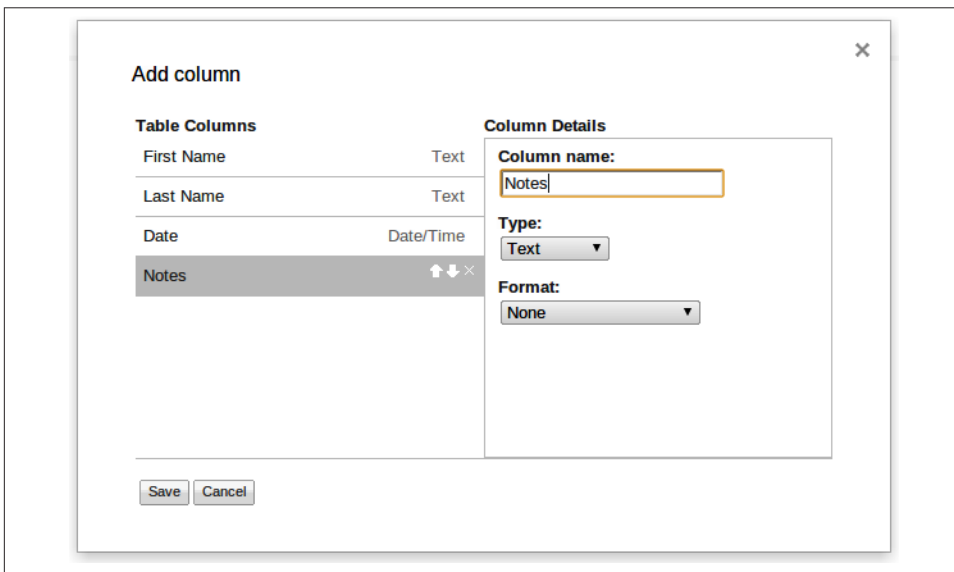 Add column
Table Columns
First Name Text
Last Name Text
Date Date/Time
Notes
Column Details
Column name:
Notes
Type:
Text
Format:
None
Save Cancel